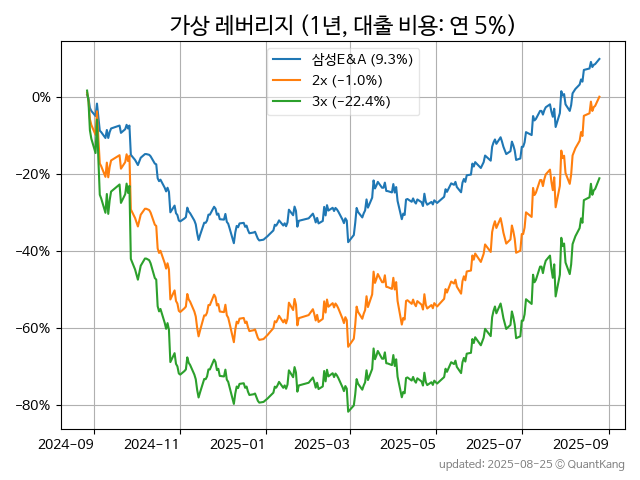 가상 레버리지 (1년, 대출 비용: 연 5%)
삼성E&A (9.3%)
2x (−1.0%)
3x (−22.4%)
0%
−20%
−40%
−60%
−80%
2024-09 2024-11 2025-01 2025-03 2025-05 2025-07 2025-09
updated: 2025-08-25 © QuantKang